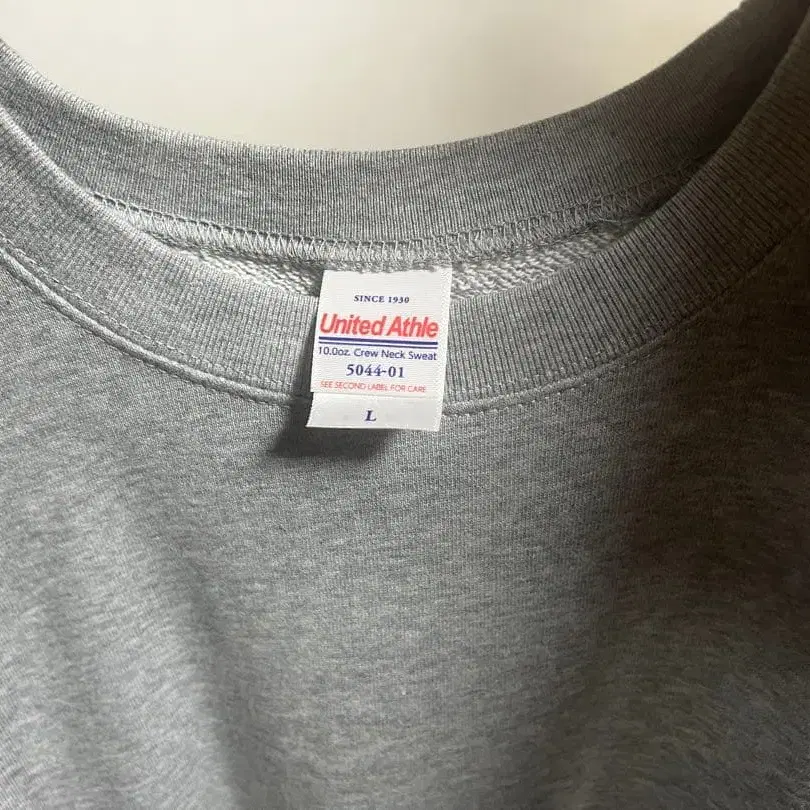 SINCE 1930
United Athle
10.0oz. Crew Neck Sweat
5044-01
SEE SECOND LABEL FOR CARE
L